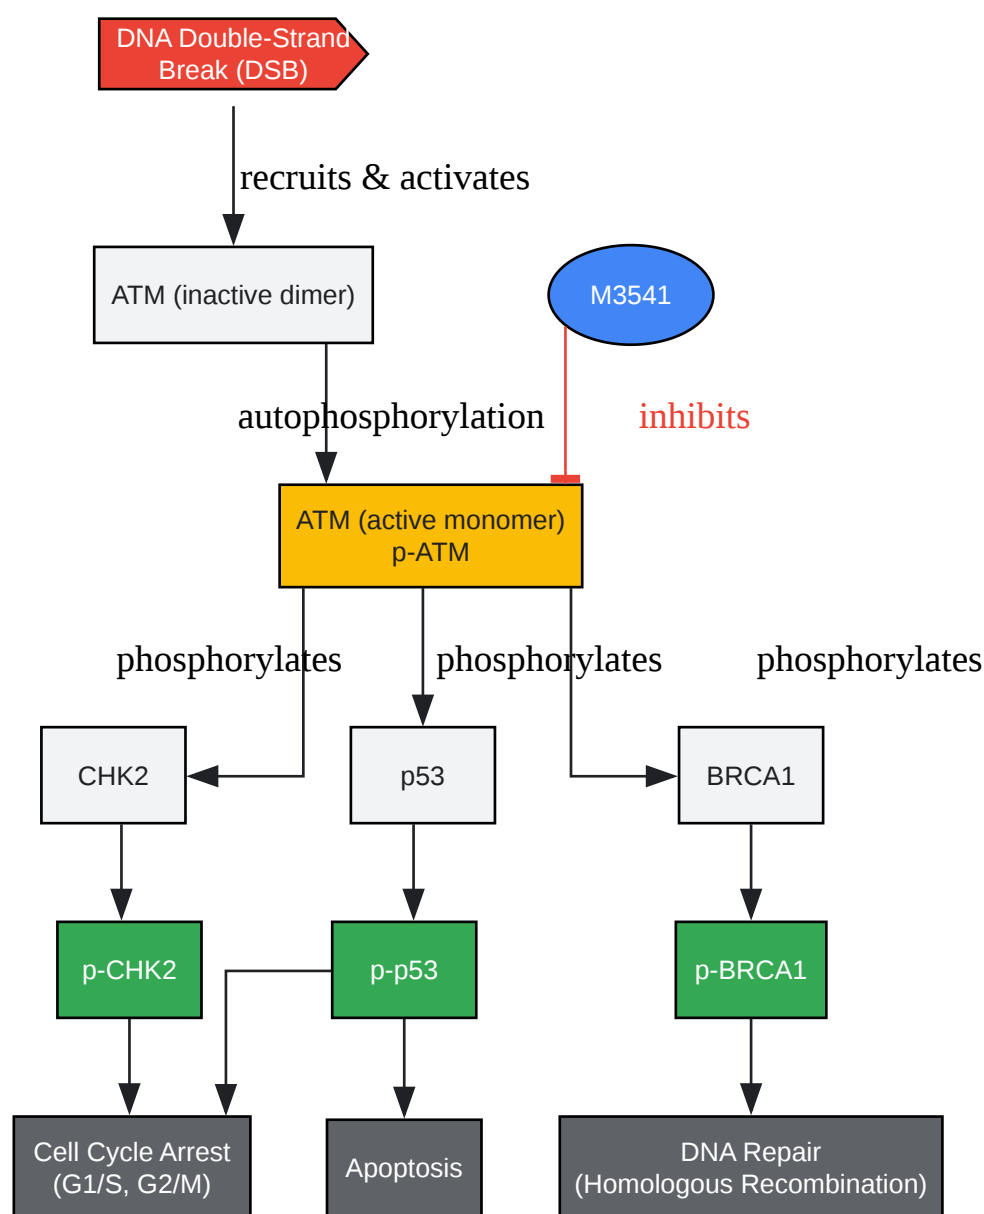 DNA Double-Strand
Break (DSB)
recruits & activates
ATM (inactive dimer)
M3541
autophosphorylation
inhibits
ATM (active monomer)
p-ATM
phosphorylates
phosphorylates
phosphorylates
CHK2
p53
BRCA1
p-CHK2
p-p53
p-BRCA1
Cell Cycle Arrest
(G1/S, G2/M)
Apoptosis
DNA Repair
(Homologous Recombination)